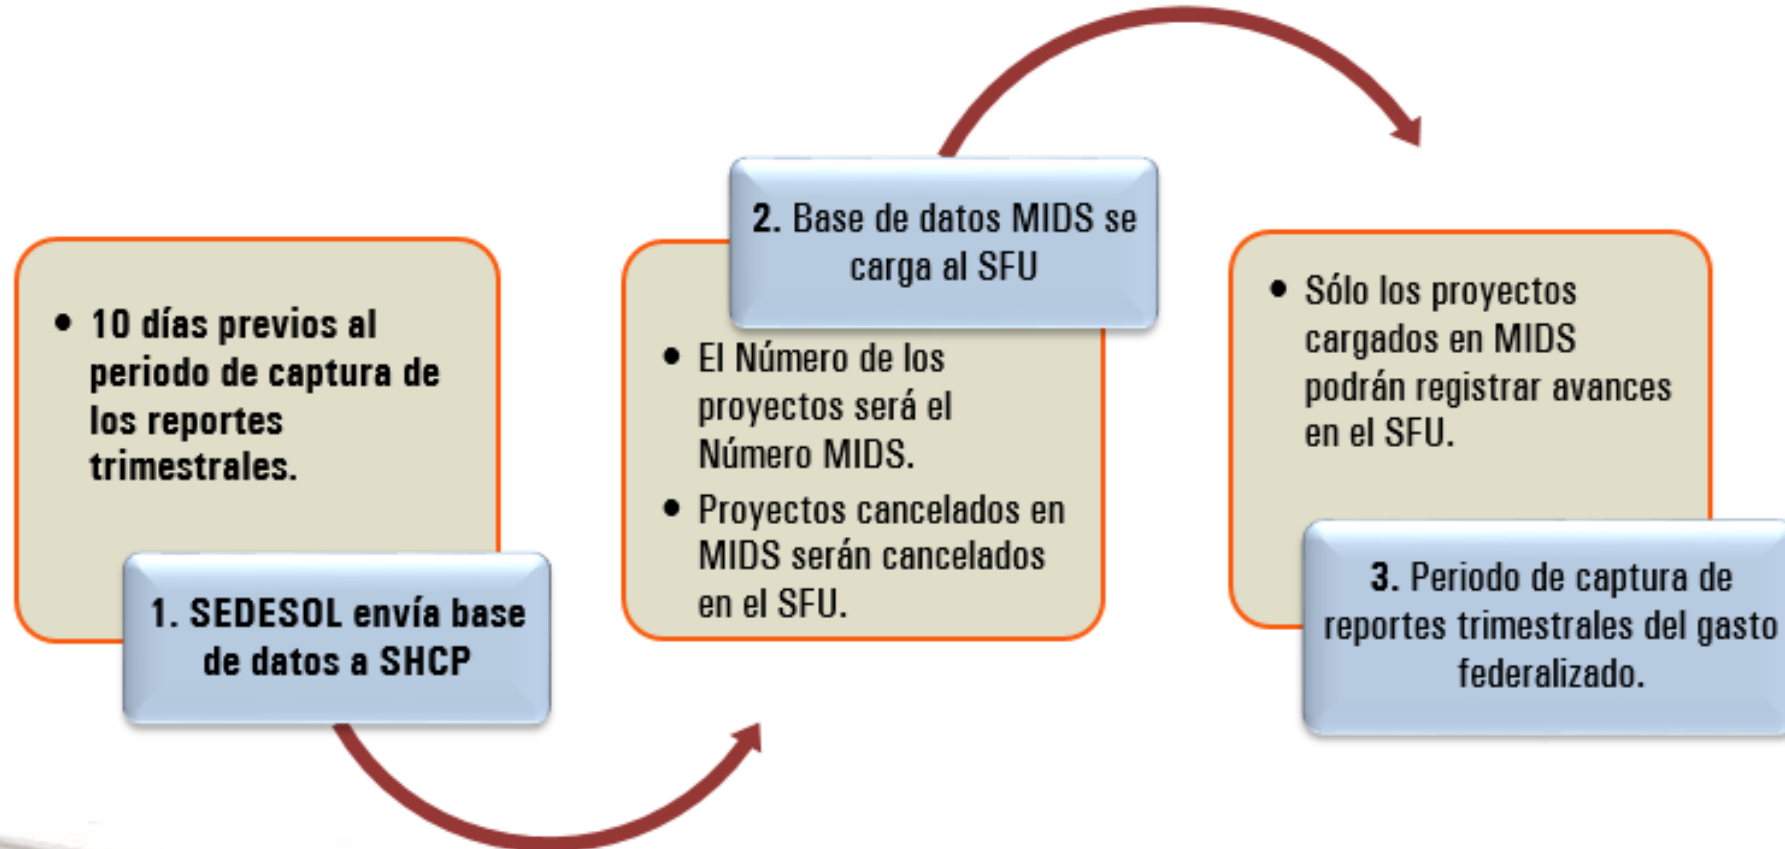 • 10 días previos al
periodo de captura de
los reportes
trimestrales.
1. SEDESOL envía base
de datos a SHCP
2. Base de datos MIDS se
carga al SFU
• El Número de los
proyectos será el
Número MIDS.
• Proyectos cancelados en
MIDS serán cancelados
en el SFU.
• Sólo los proyectos
cargados en MIDS
podrán registrar avances
en el SFU.
3. Periodo de captura de
reportes trimestrales del gasto
federalizado.